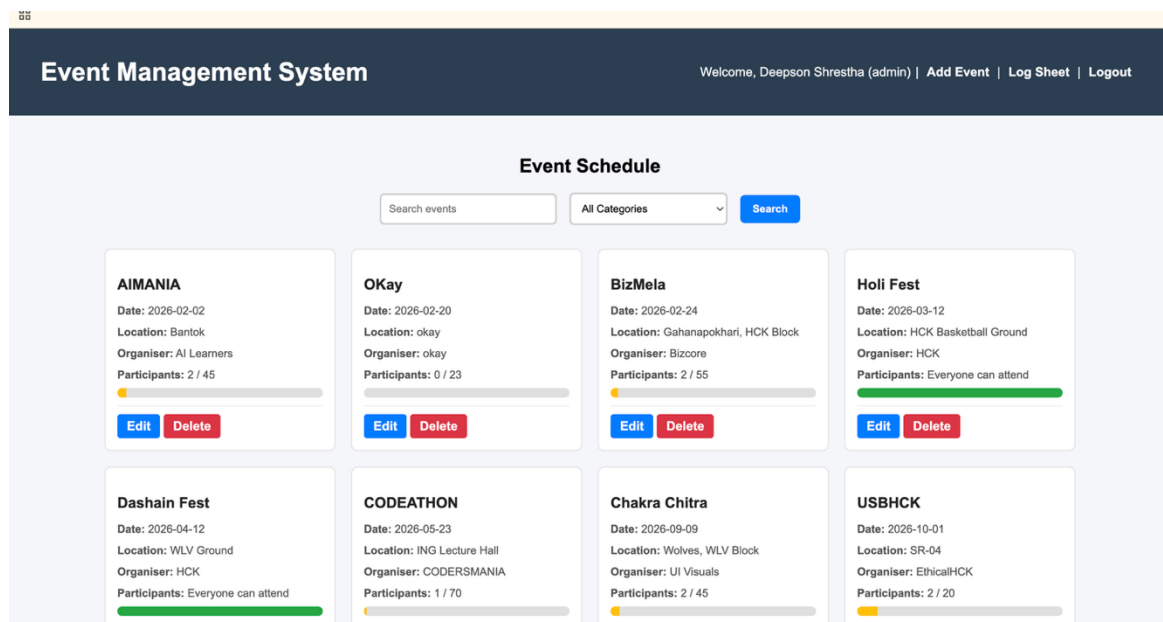 Event Management System
Welcome, Deepson Shrestha (admin) | Add Event | Log Sheet | Logout
Event Schedule
Search events
All Categories
Search
AIMANIA
Date: 2026-02-02
Location: Bantok
Organiser: AI Learners
Participants: 2 / 45
Edit Delete
OKay
Date: 2026-02-20
Location: okay
Organiser: okay
Participants: 0 / 23
Edit Delete
BizMela
Date: 2026-02-24
Location: Gahanapokhari, HCK Block
Organiser: Bizcore
Participants: 2 / 55
Edit Delete
Holi Fest
Date: 2026-03-12
Location: HCK Basketball Ground
Organiser: HCK
Participants: Everyone can attend
Edit Delete
Dashain Fest
Date: 2026-04-12
Location: WLV Ground
Organiser: HCK
Participants: Everyone can attend
CODEATHON
Date: 2026-05-23
Location: ING Lecture Hall
Organiser: CODERSMANIA
Participants: 1 / 70
Chakra Chitra
Date: 2026-09-09
Location: Wolves, WLV Block
Organiser: UI Visuals
Participants: 2 / 45
USBHCK
Date: 2026-10-01
Location: SR-04
Organiser: EthicalHCK
Participants: 2 / 20